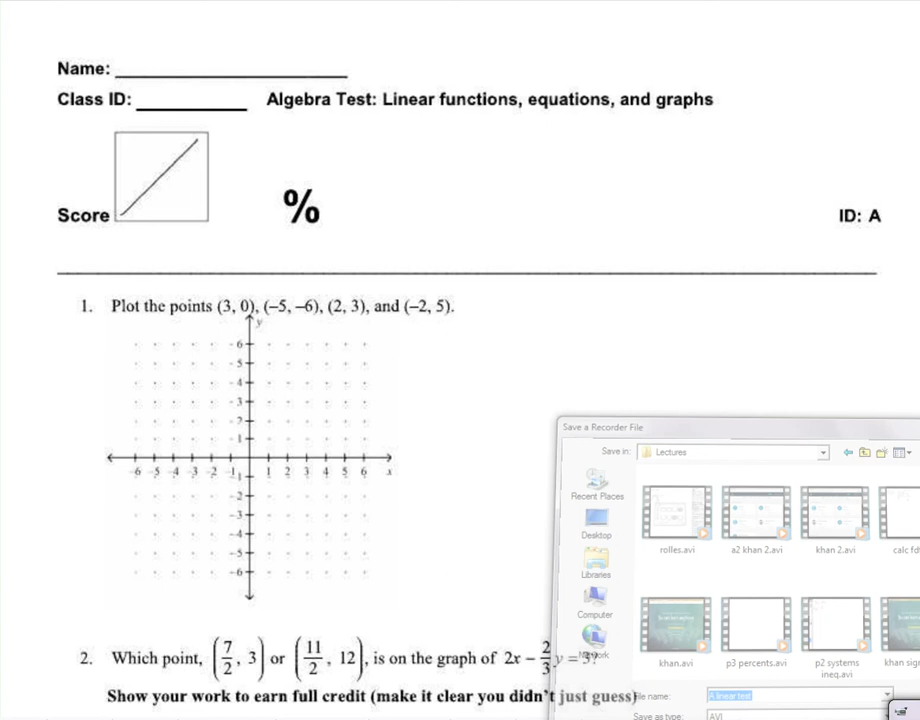 Name:
Class ID:
Algebra Test: Linear functions, equations, and graphs
Score
%
ID: A
1. Plot the points (3, 0), (−5, −6), (2, 3), and (−2, 5).
y
6
5
4
3
2
1
-6 -5 -4 -3 -2 -1 1 2 3 4 5 6 x
-1
-2
-3
-4
-5
-6
2. Which point, (7/2, 3) or (11/2, 12), is on the graph of 2x − 2/3 y = 3?
Show your work to earn full credit (make it clear you didn't just guess)
Save a Recorder File
Save in: Lectures
Recent Places
Desktop
Libraries
Computer
Network
rolles.avi a2 khan 2.avi khan 2.avi calc
khan.avi p3 percents.avi p2 systems ineq.avi khan
File name: A linear test
Save as type: AVI